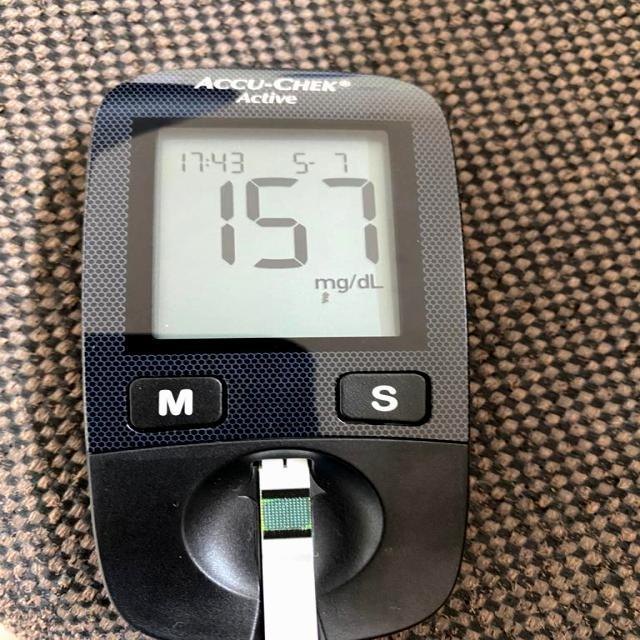 ACCU-CHEK®
Active
17:43 5- 7
157
mg/dL
M S